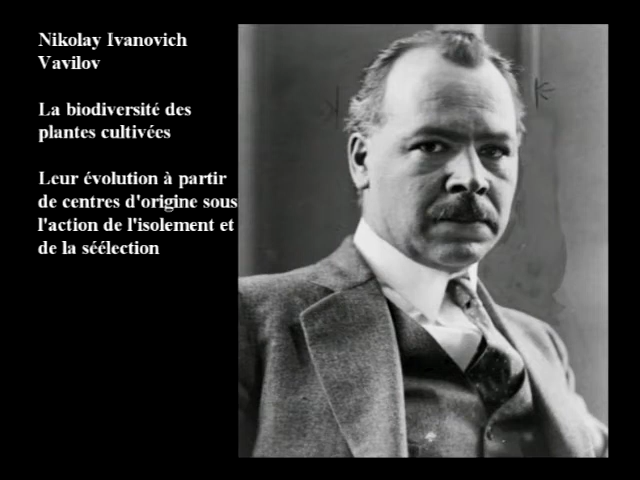 Nikolay Ivanovich
Vavilov
La biodiversité des
plantes cultivées
Leur évolution à partir
de centres d'origine sous
l'action de l'isolement et
de la séélection